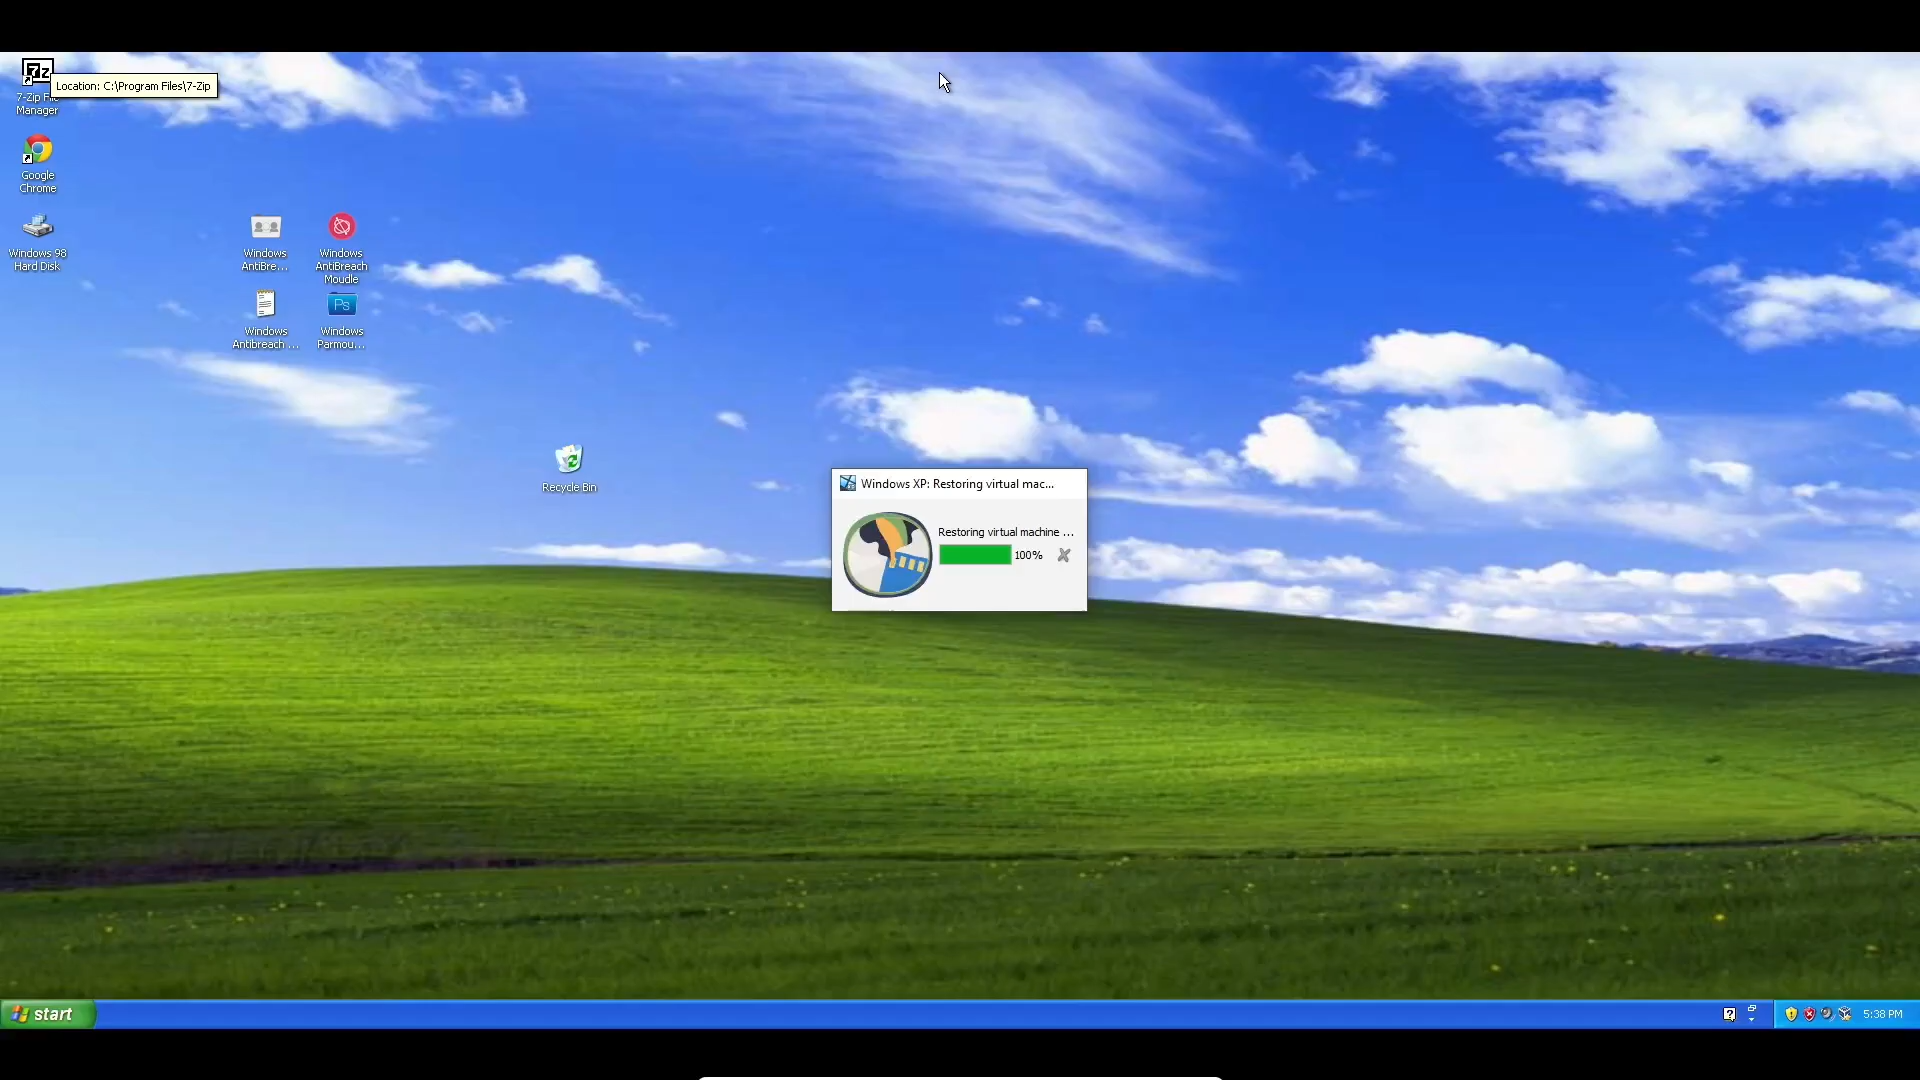 7z
Location: C:\Program Files\7-Zip
7-Zip File
Manager
Google
Chrome
Windows 98
Hard Disk
Windows
AntiBre...
Windows
AntiBreach
Moudle
Windows
Antibreach ...
Ps
Windows
Parmou...
Recycle Bin
Windows XP: Restoring virtual mac...
Restoring virtual machine ...
100%
start
5:38 PM